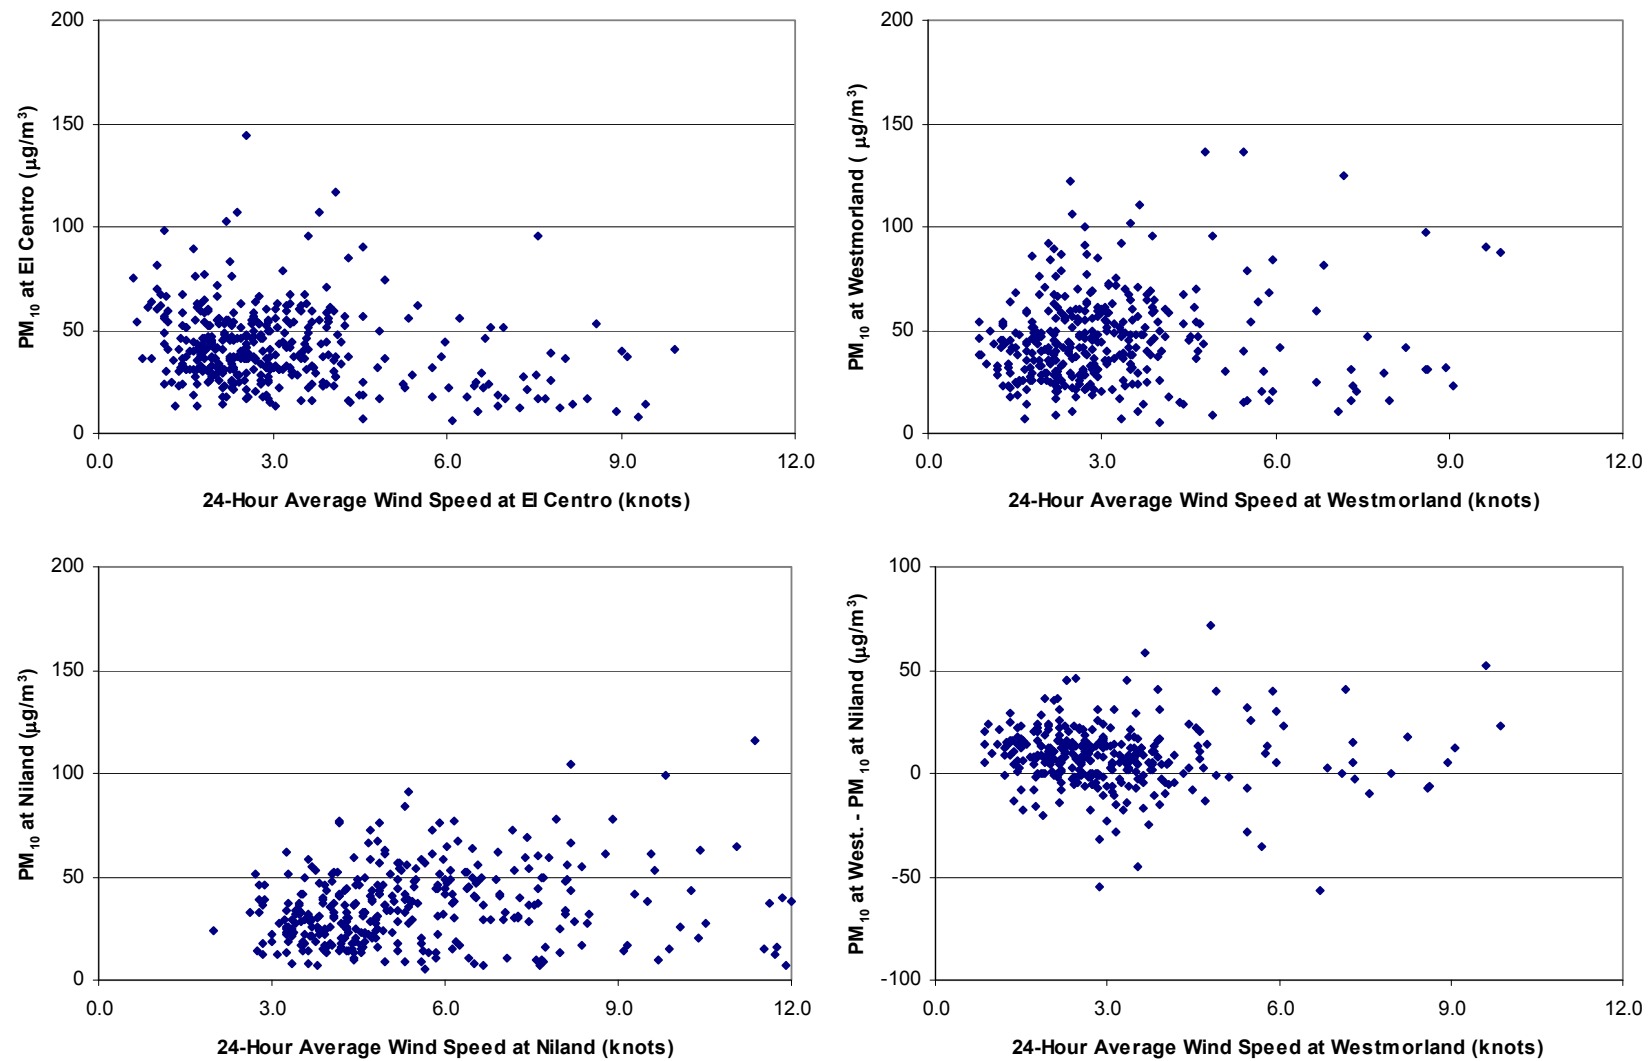 200
150
100
50
0
PM10 at El Centro (μg/m3)
0.0 3.0 6.0 9.0 12.0
24-Hour Average Wind Speed at El Centro (knots)
200
150
100
50
0
PM10 at Westmorland ( μg/m3)
0.0 3.0 6.0 9.0 12.0
24-Hour Average Wind Speed at Westmorland (knots)
200
150
100
50
0
PM10 at Niland (μg/m3)
0.0 3.0 6.0 9.0 12.0
24-Hour Average Wind Speed at Niland (knots)
100
50
0
-50
-100
PM10 at West. - PM10 at Niland (μg/m3)
0.0 3.0 6.0 9.0 12.0
24-Hour Average Wind Speed at Westmorland (knots)